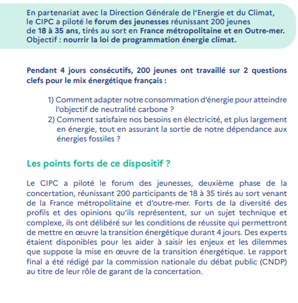 En partenariat avec la Direction Générale de l'Energie et du Climat,
le CIPC a piloté le forum des jeunesses réunissant 200 jeunes
de 18 à 35 ans, tirés au sort en France métropolitaine et en Outre-mer.
Objectif : nourrir la loi de programmation énergie climat.
Pendant 4 jours consécutifs, 200 jeunes ont travaillé sur 2 questions
clefs pour le mix énergétique français :
1) Comment adapter notre consommation d'énergie pour atteindre
l'objectif de neutralité carbone ?
2) Comment satisfaire nos besoins en électricité, et plus largement
en énergie, tout en assurant la sortie de notre dépendance aux
énergies fossiles ?
Les points forts de ce dispositif ?
Le CIPC a piloté le forum des jeunesses, deuxième phase de la
concertation, réunissant 200 participants de 18 à 35 tirés au sort venant
de la France métropolitaine et d'outre-mer. Forts de la diversité des
profils et des opinions qu'ils représentent, sur un sujet technique et
complexe, ils ont délibéré sur les conditions de réussite qui permettront
de mettre en œuvre la transition énergétique durant 4 jours. Des experts
étaient disponibles pour les aider à saisir les enjeux et les dilemmes
que suppose la mise en œuvre de la transition énergétique. Le rapport
final a été rédigé par la commission nationale du débat public (CNDP)
au titre de leur rôle de garant de la concertation.